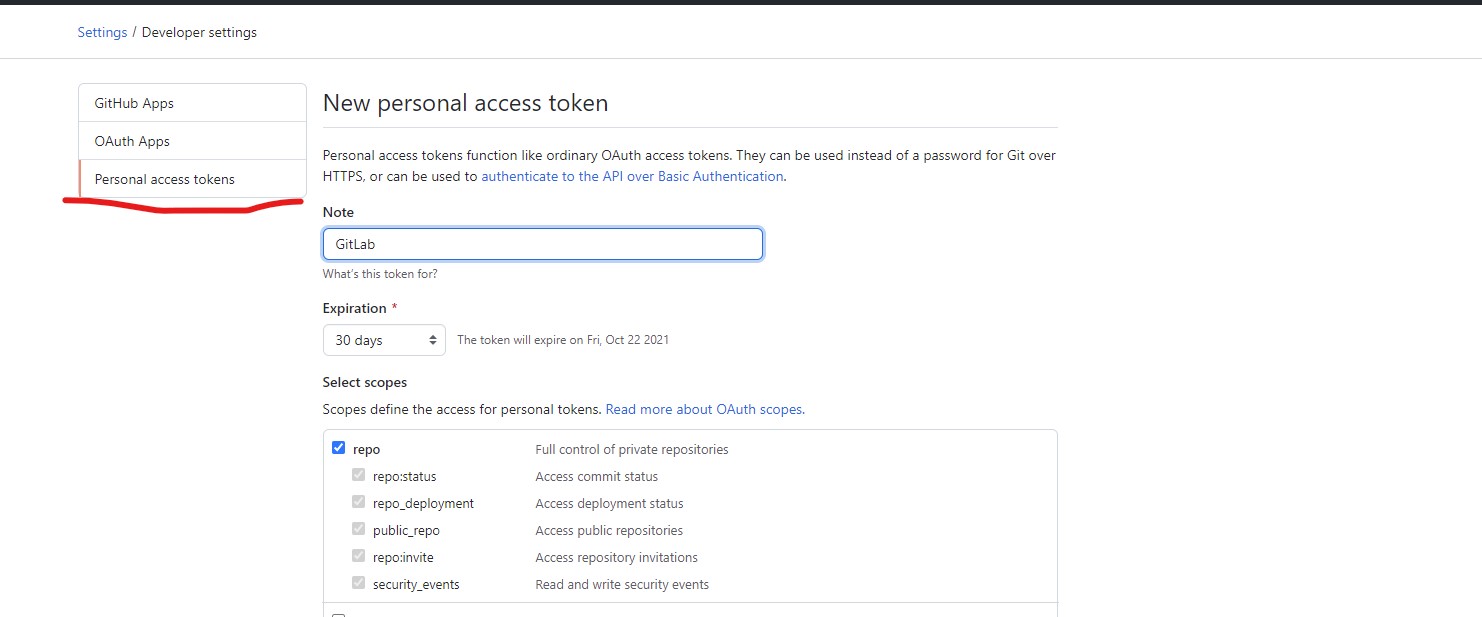 Settings / Developer settings
GitHub Apps
OAuth Apps
Personal access tokens
New personal access token
Personal access tokens function like ordinary OAuth access tokens. They can be used instead of a password for Git over
HTTPS, or can be used to authenticate to the API over Basic Authentication.
Note
GitLab
What's this token for?
Expiration *
30 days The token will expire on Fri, Oct 22 2021
Select scopes
Scopes define the access for personal tokens. Read more about OAuth scopes.
repo Full control of private repositories
repo:status Access commit status
repo_deployment Access deployment status
public_repo Access public repositories
repo:invite Access repository invitations
security_events Read and write security events